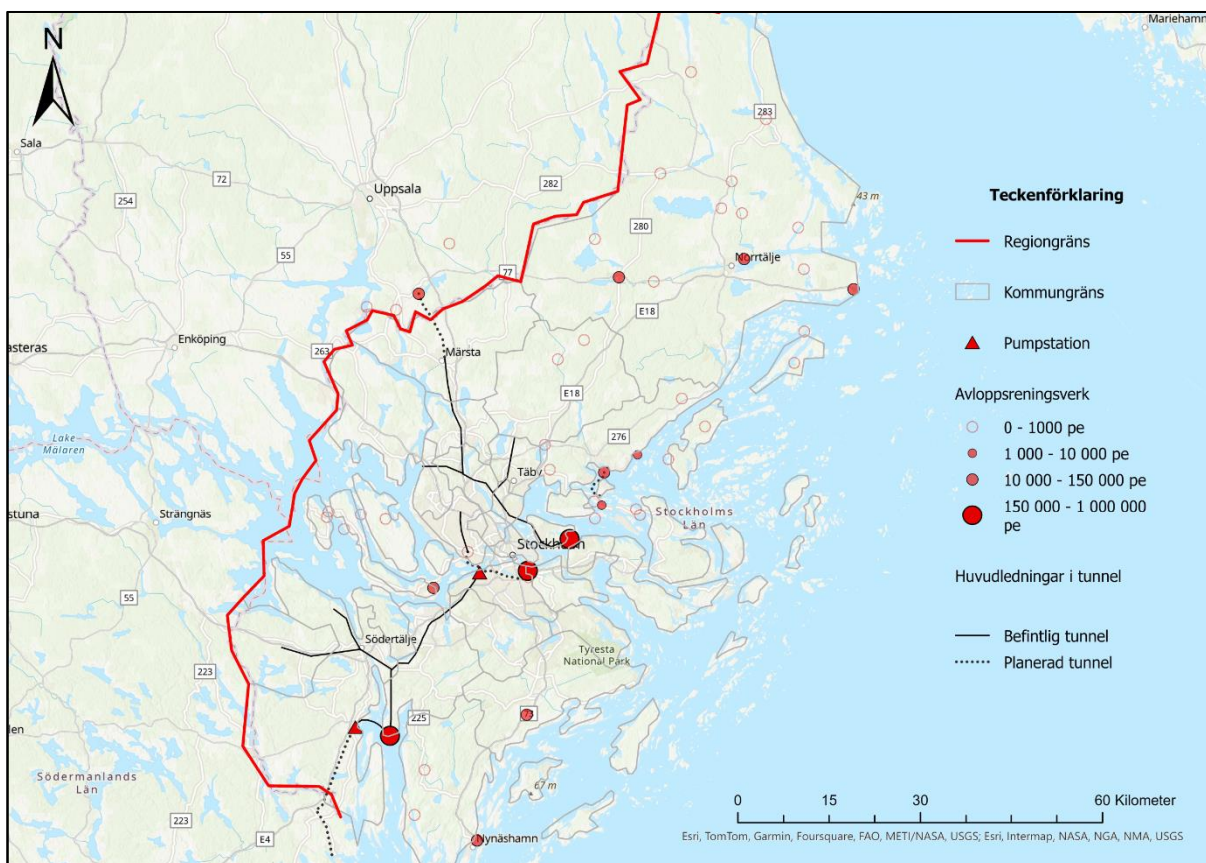 N
Mariehamn
283
Sala
72
Uppsala
282
254
43 m
Teckenförklaring
280
55
Regiongräns
77
Norrtälje
Kommungräns
E18
Enköping
263
Märsta
Pumpstation
E18
Avloppsreningsverk
0 - 1000 pe
276
1 000 - 10 000 pe
Lake
Mälaren
Täby
10 000 - 150 000 pe
150 000 - 1 000 000
pe
Strängnäs
Stockholms
Län
Stockholm
Huvudledningar i tunnel
55
Södertälje
Befintlig tunnel
Tyresta
National Park
Planerad tunnel
223
225
73
Södermanlands
Län
67 m
0 15 30 60 Kilometer
223
E4
Nynäshamn
Esri, TomTom, Garmin, Foursquare, FAO, METI/NASA, USGS; Esri, Intermap, NASA, NGA, NMA, USGS